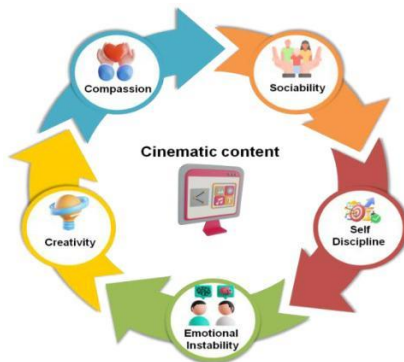 Compassion
Sociability
Cinematic content
Creativity
Self
Discipline
Emotional
Instability